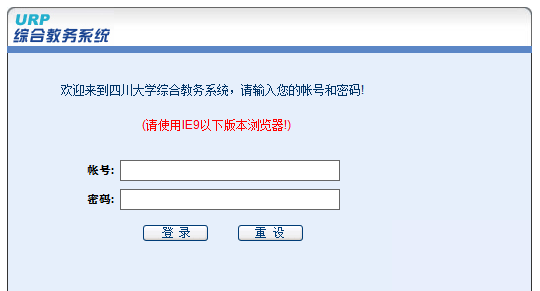 URP
综合教务系统
欢迎来到四川大学综合教务系统，请输入您的帐号和密码!
(请使用IE9以下版本浏览器!)
帐号:
密码:
登 录 重 设